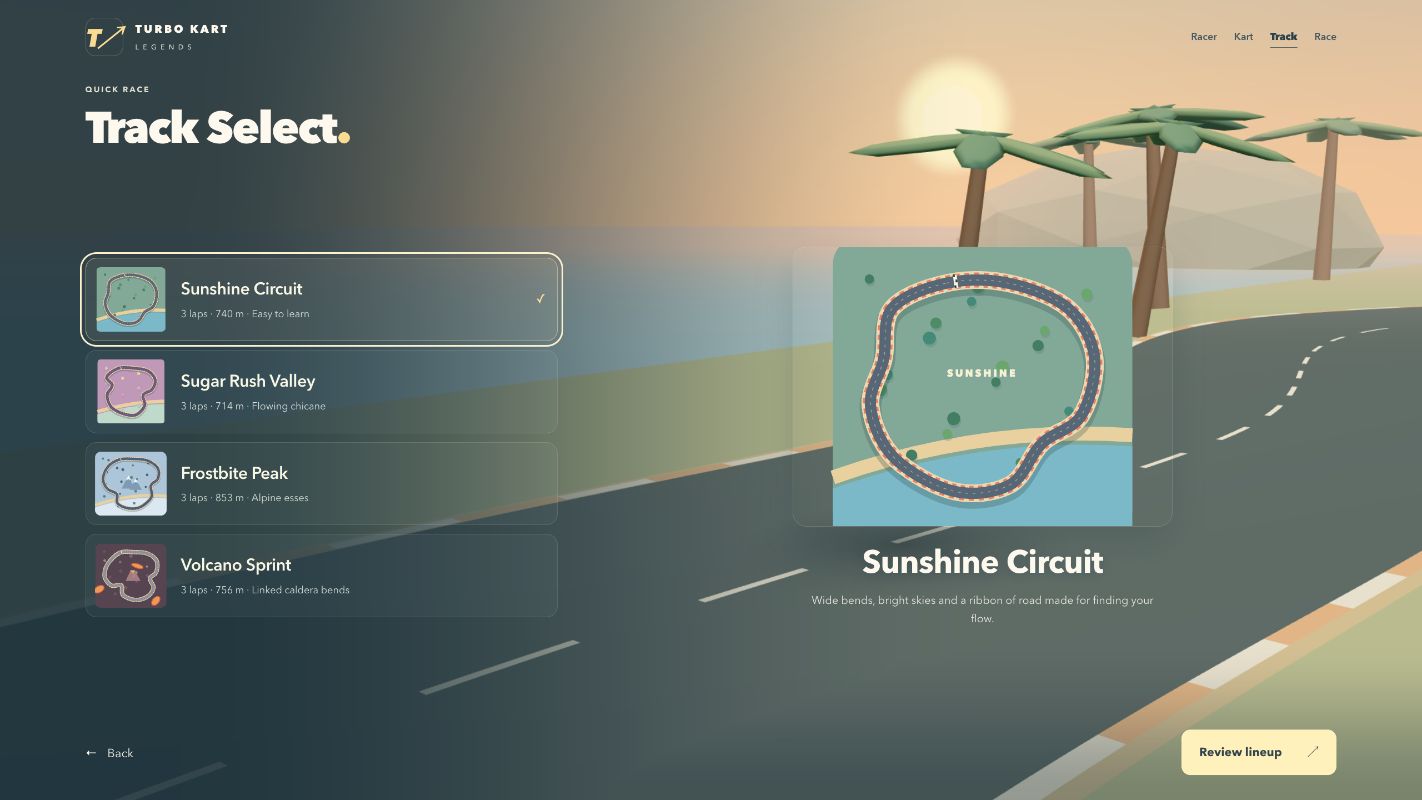 TURBO KART
LEGENDS
Racer Kart Track Race
QUICK RACE
Track Select.
Sunshine Circuit
3 laps · 740 m · Easy to learn
✓
Sugar Rush Valley
3 laps · 714 m · Flowing chicane
Frostbite Peak
3 laps · 853 m · Alpine esses
Volcano Sprint
3 laps · 756 m · Linked caldera bends
SUNSHINE
Sunshine Circuit
Wide bends, bright skies and a ribbon of road made for finding your
flow.
← Back
Review lineup